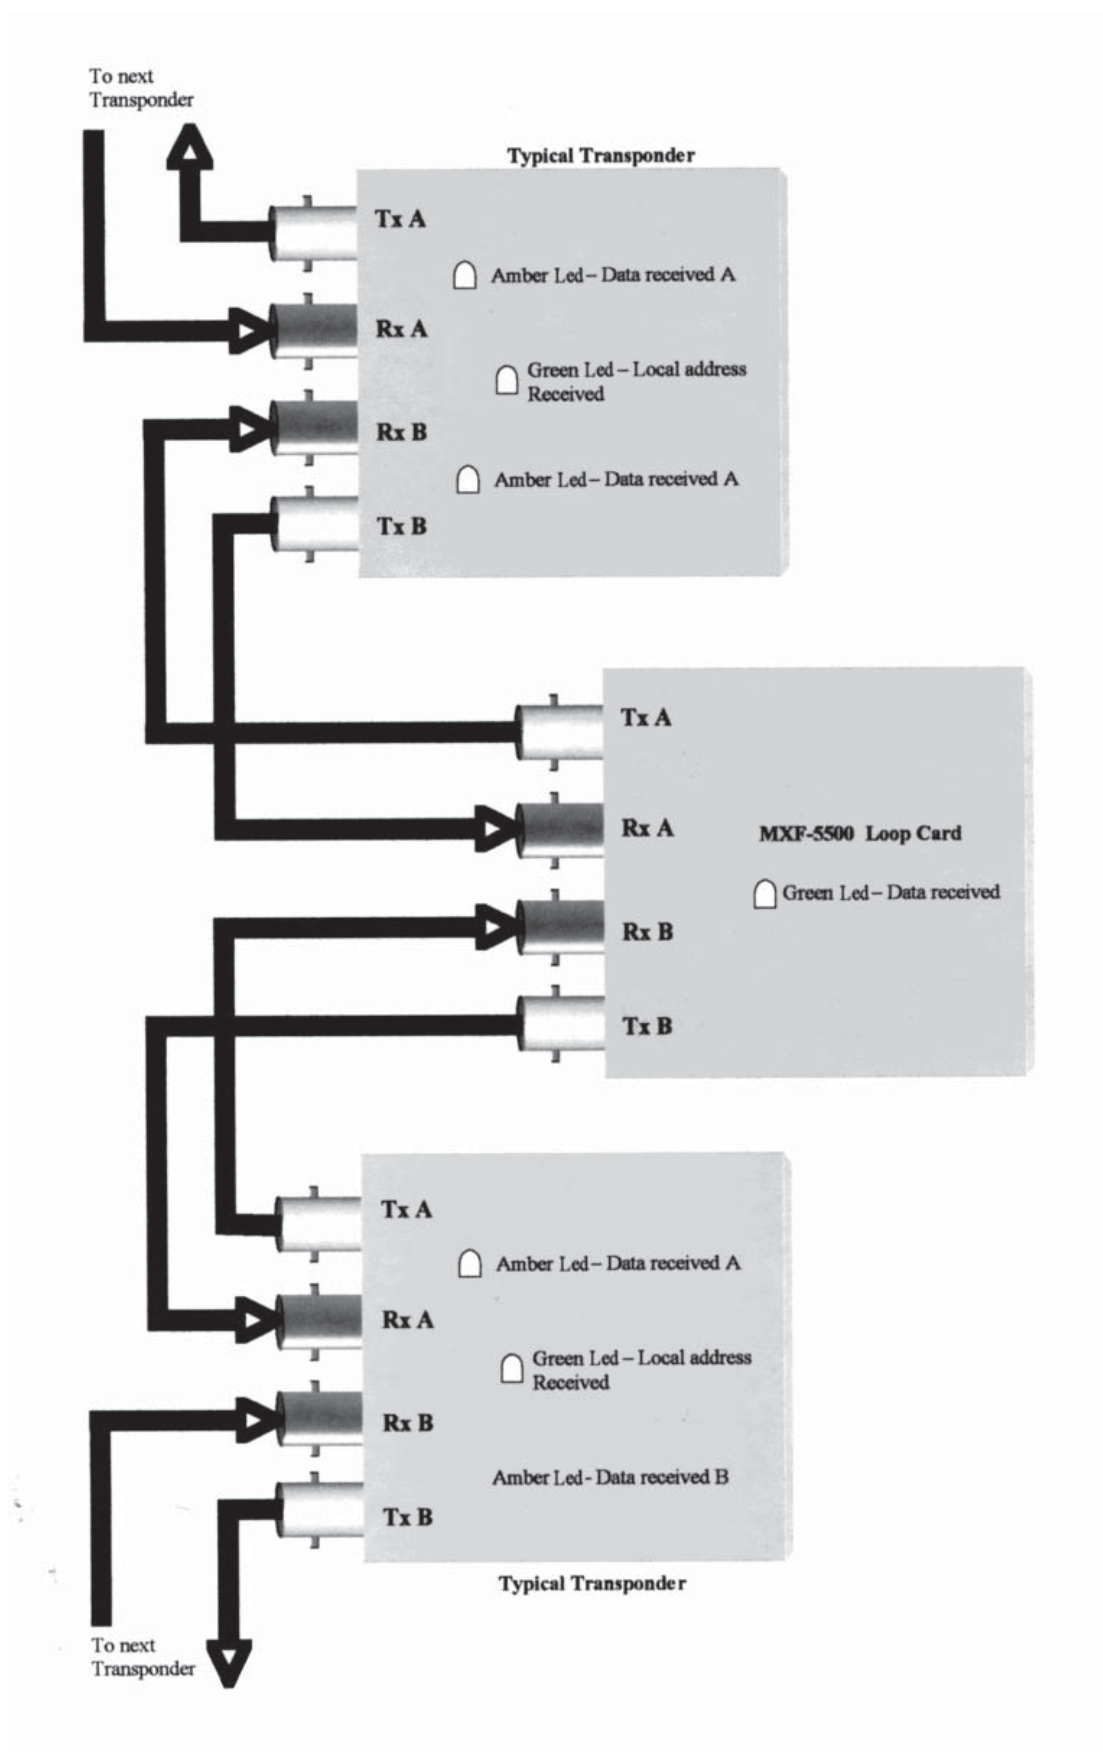 To next
Transponder
Typical Transponder
Tx A
Amber Led – Data received A
Rx A
Green Led – Local address
Received
Rx B
Amber Led – Data received A
Tx B
Tx A
Rx A
MXF-5500 Loop Card
Green Led – Data received
Rx B
Tx B
Tx A
Amber Led – Data received A
Rx A
Green Led – Local address
Received
Rx B
Amber Led - Data received B
Tx B
Typical Transponder
To next
Transponder